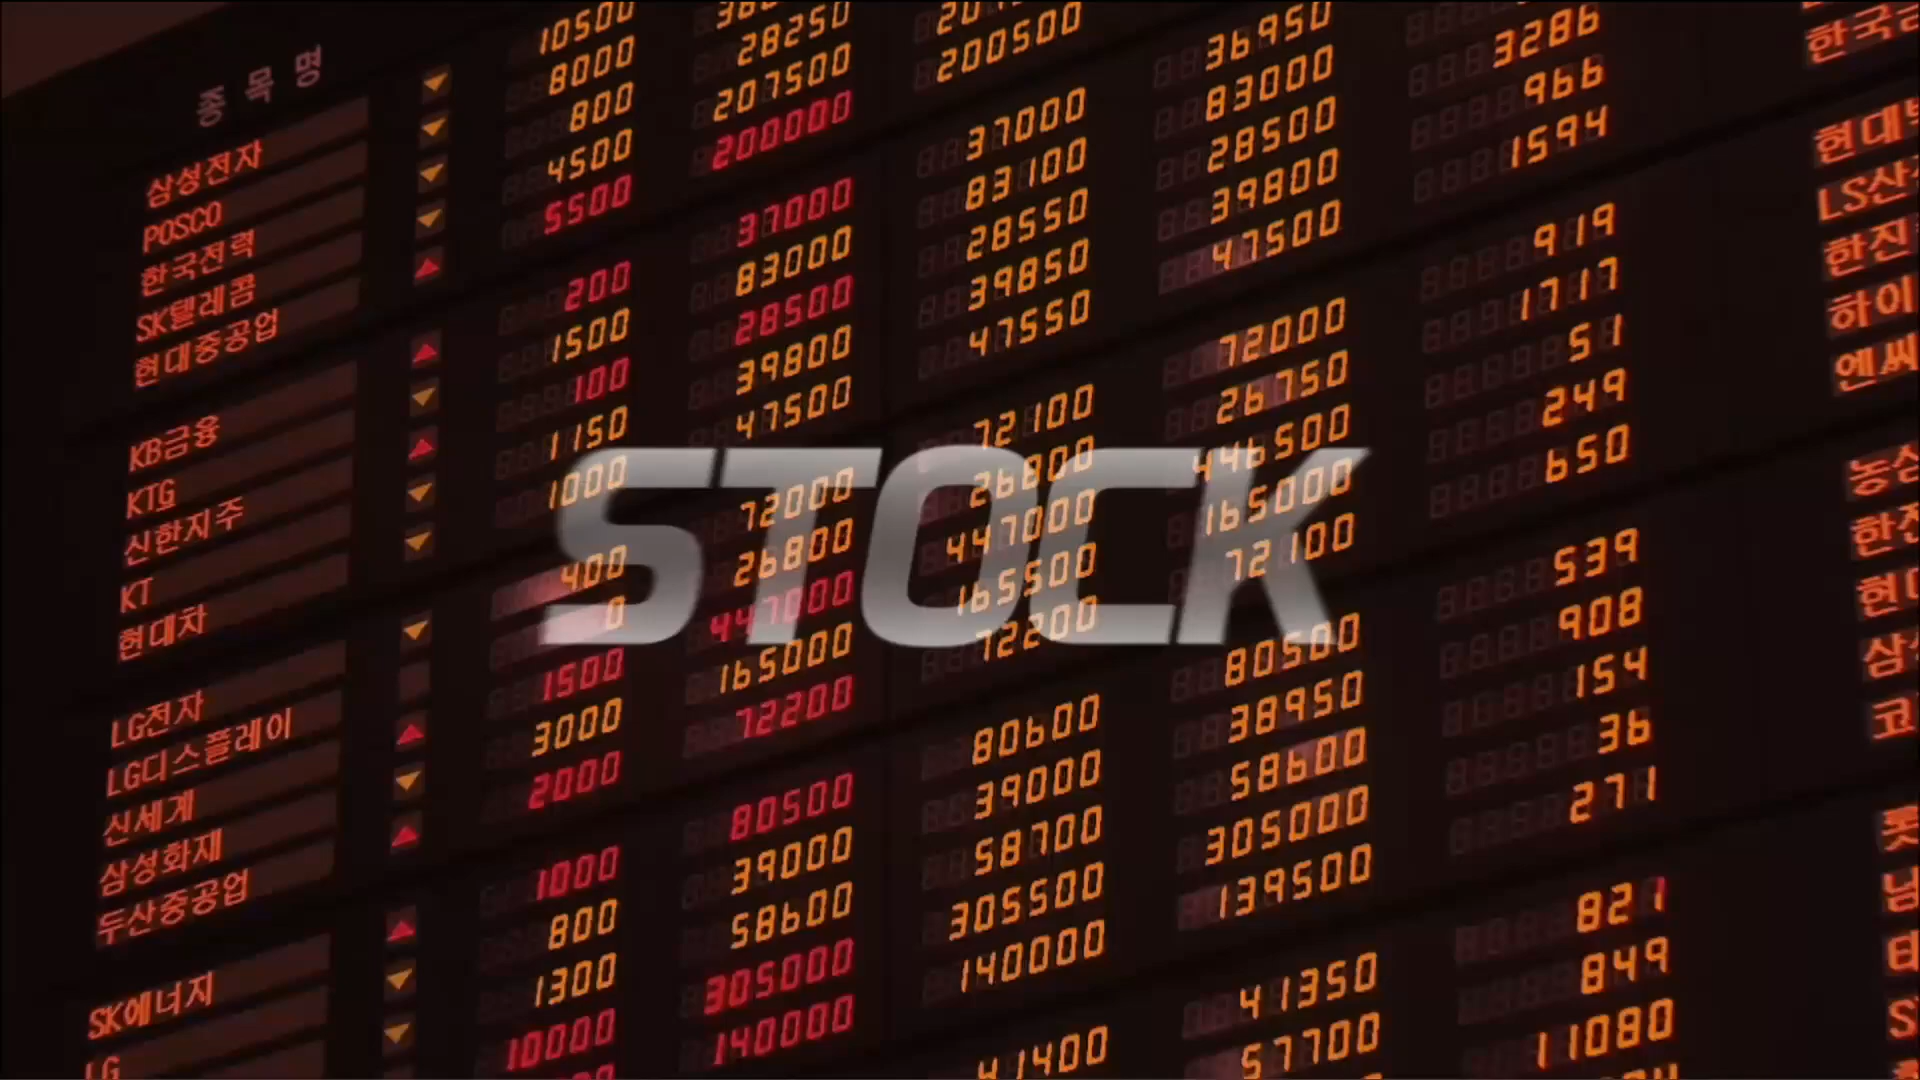 종목명
10500
8000 28250
800 207500 200500 36950 3286 한국
4500 200000 83000 966
5500 37000 28500 1594 현대
37000 83100 39800
200 83000 28550 47500 919 한진
1500 28500 39850 1717 하이
100 39800 47550 72000 51 엔씨
1150 47500 26750 249
1000 72100 446500 650
72000 26800 165000
400 26800 447000 72100 539
0 447000 165500 908
1500 165000 72200 80500 154
3000 72200 38950 36
2000 80600 58600 271
80500 39000 305000
1000 39000 58700 139500 821
800 58600 305500 849
1300 305000 140000 41350 11080
10000 140000 41400 57700
삼성전자
POSCO
한국전력
SK텔레콤
현대중공업
KB금융
KTG
신한지주
KT
현대차
LG전자
LG디스플레이
신세계
삼성화재
두산중공업
SK에너지
LG
STOCK